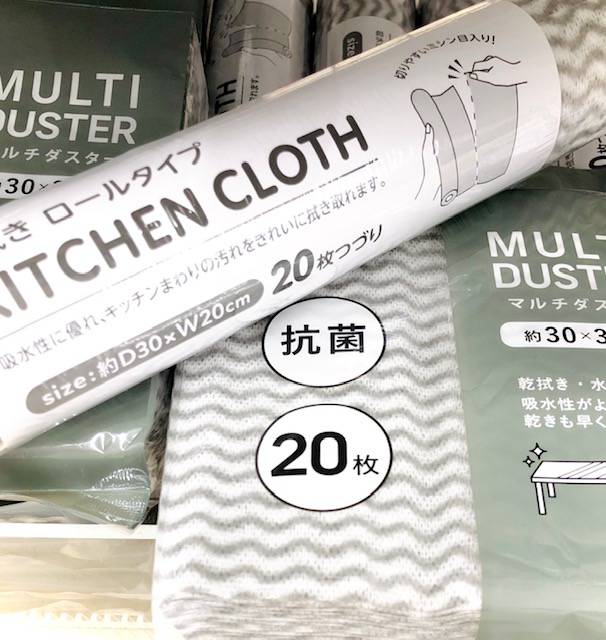 MULTI
DUSTER
マルチダスター
約30×
切りやすいミシン目入り!
ロールタイプ
KITCHEN CLOTH
吸水性に優れ、キッチンまわりの汚れをきれいに拭き取れます。
size:約D30×W20cm
20枚つづり
抗菌
20枚
MUL
DUST
マルチダス
約30×3
乾拭き・水
吸水性がよ
乾きも早く